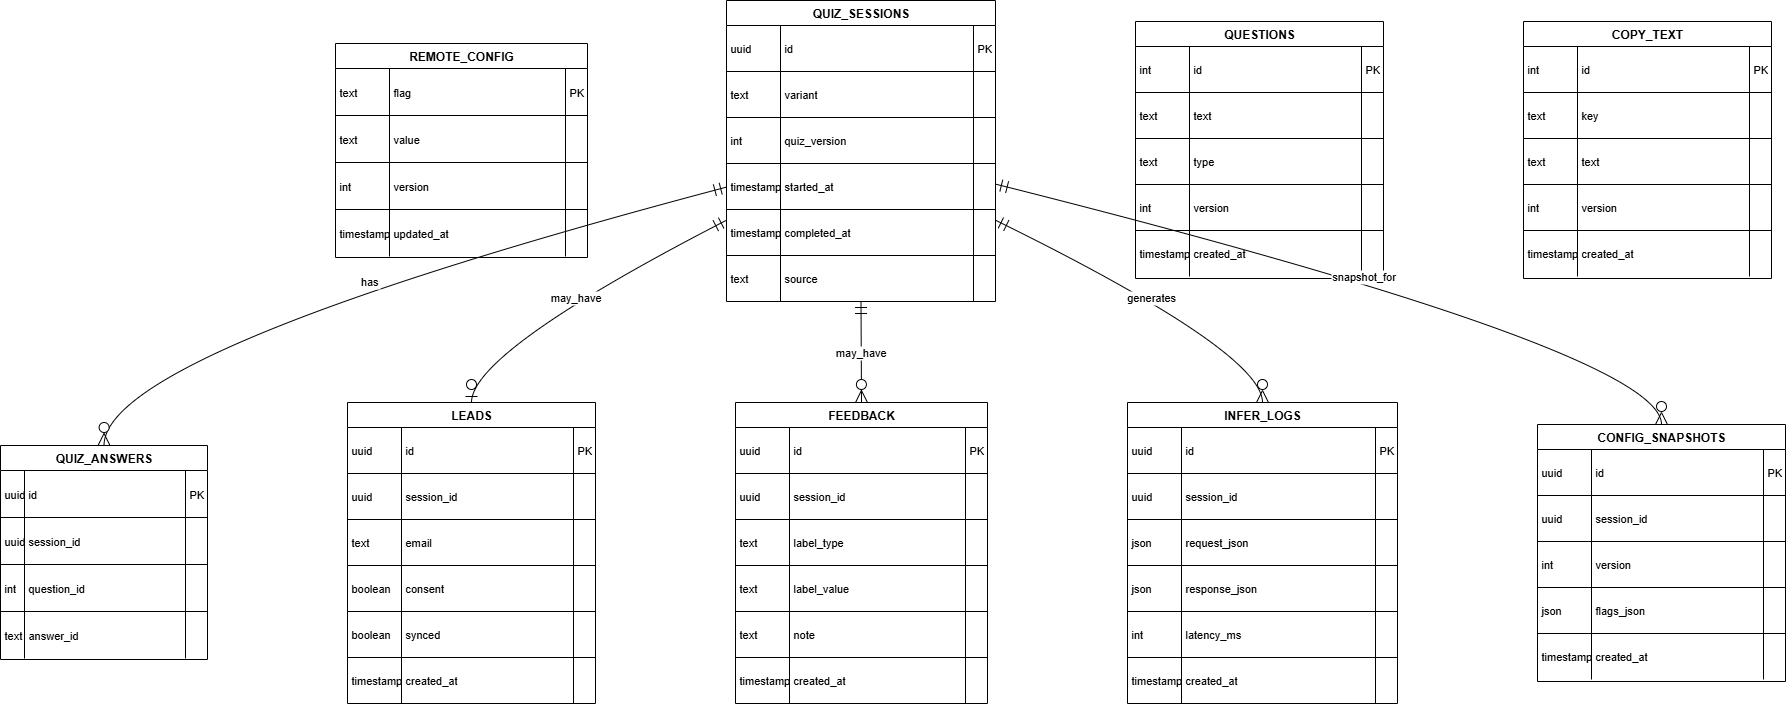 QUIZ_SESSIONS
uuid id PK
text variant
int quiz_version
timestamp started_at
timestamp completed_at
text source
REMOTE_CONFIG
text flag PK
text value
int version
timestamp updated_at
QUESTIONS
int id PK
text text
text type
int version
timestamp created_at
COPY_TEXT
int id PK
text key
text text
int version
timestamp created_at
has
may_have
may_have
generates
snapshot_for
QUIZ_ANSWERS
uuid id PK
uuid session_id
int question_id
text answer_id
LEADS
uuid id PK
uuid session_id
text email
boolean consent
boolean synced
timestamp created_at
FEEDBACK
uuid id PK
uuid session_id
text label_type
text label_value
text note
timestamp created_at
INFER_LOGS
uuid id PK
uuid session_id
json request_json
json response_json
int latency_ms
timestamp created_at
CONFIG_SNAPSHOTS
uuid id PK
uuid session_id
int version
json flags_json
timestamp created_at